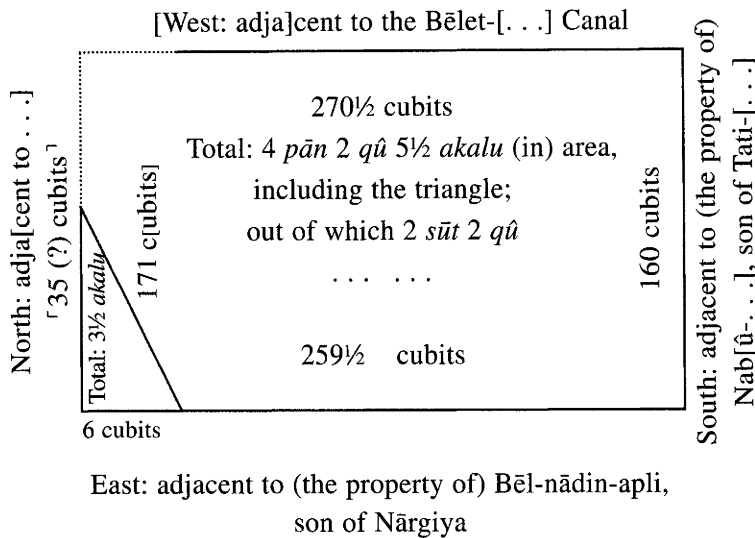 [West: adja]cent to the Bēlet-[. . .] Canal
North: adja[cent to . . .]
⌜35 (?) cubits⌝
Total: 3½ akalu
171 c[ubits]
270½ cubits
Total: 4 pān 2 qû 5½ akalu (in) area,
including the triangle;
out of which 2 sūt 2 qû
. . . . . .
259½ cubits
160 cubits
South: adjacent to (the property of)
Nab[û-. . . .], son of Tati-[. . .]
6 cubits
East: adjacent to (the property of) Bēl-nādin-apli,
son of Nārgiya